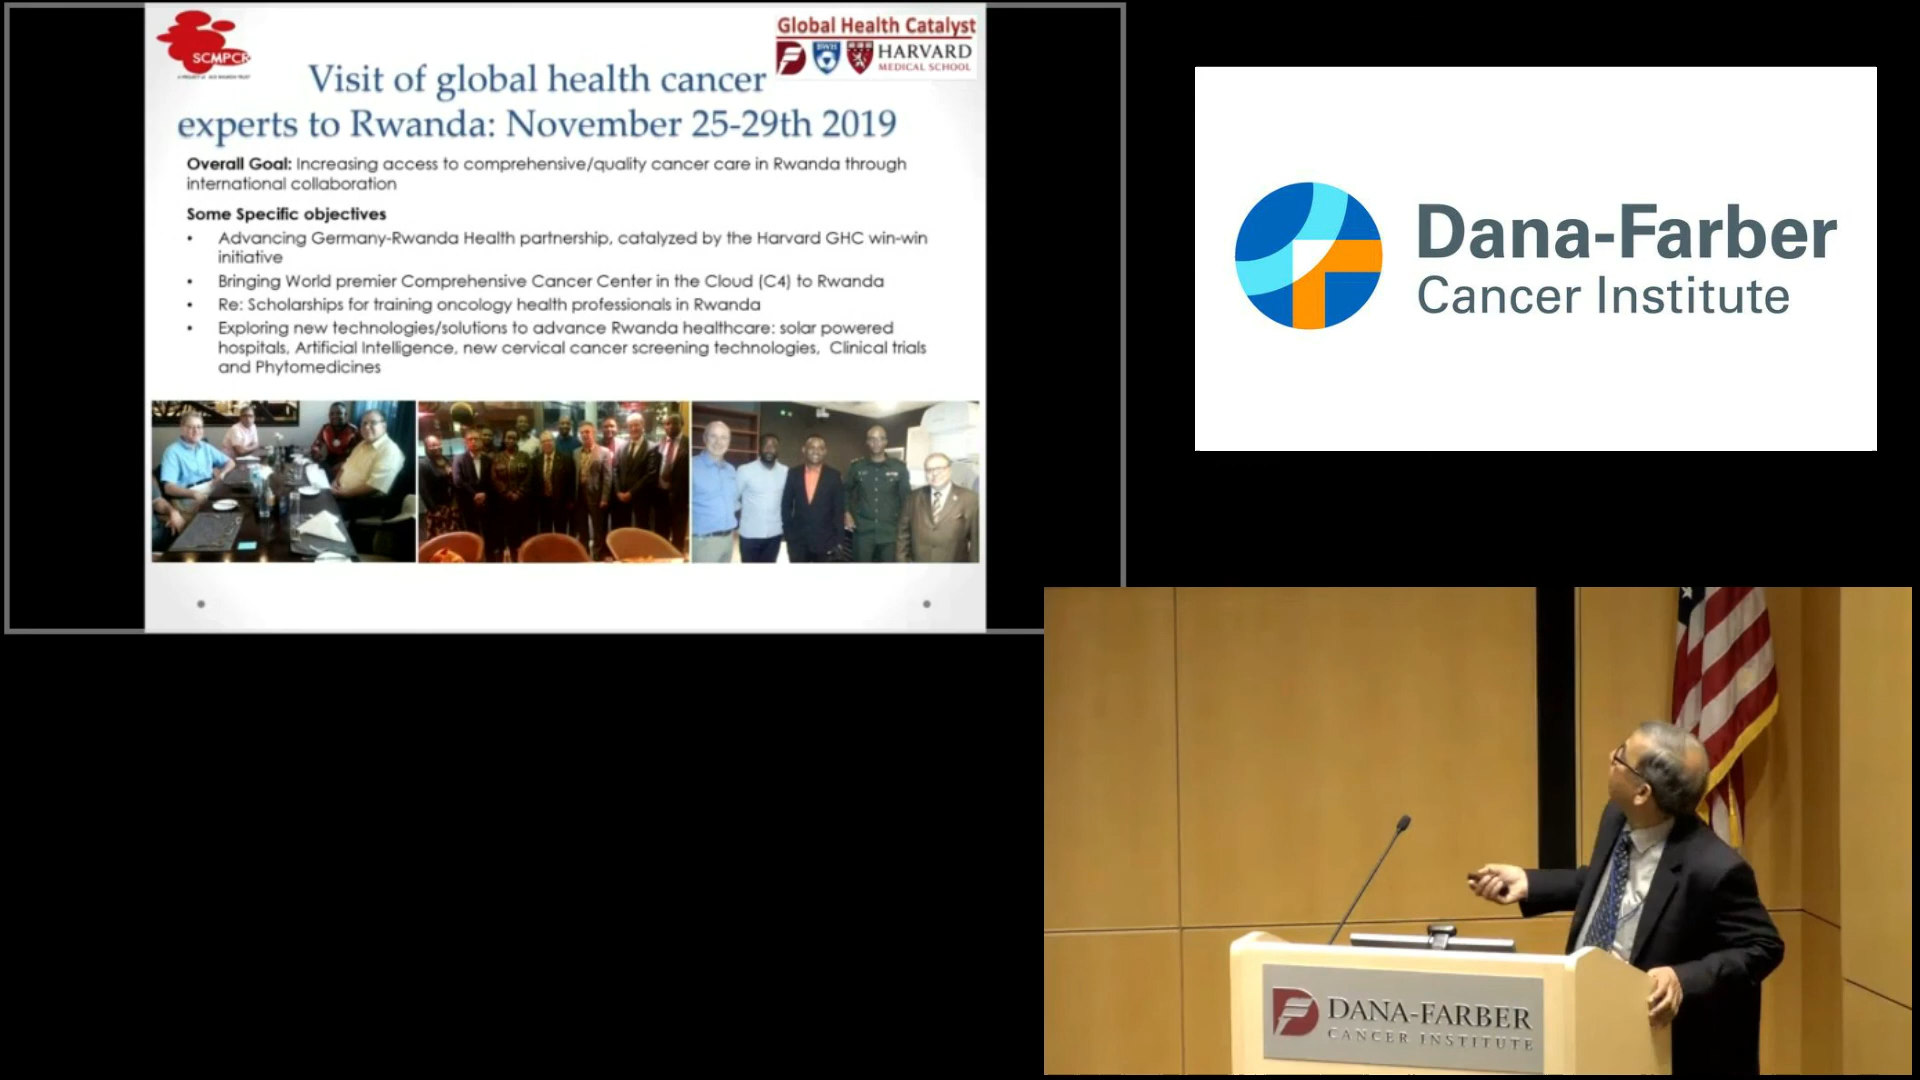 SCMPCR
Global Health Catalyst
BWH
HARVARD
MEDICAL SCHOOL
Visit of global health cancer
experts to Rwanda: November 25-29th 2019
Overall Goal: Increasing access to comprehensive/quality cancer care in Rwanda through
international collaboration
Some Specific objectives
• Advancing Germany-Rwanda Health partnership, catalyzed by the Harvard GHC win-win
initiative
• Bringing World premier Comprehensive Cancer Center in the Cloud (C4) to Rwanda
• Re: Scholarships for training oncology health professionals in Rwanda
• Exploring new technologies/solutions to advance Rwanda healthcare: solar powered
hospitals, Artificial Intelligence, new cervical cancer screening technologies, Clinical trials
and Phytomedicines
Dana-Farber
Cancer Institute
DANA-FARBER
CANCER INSTITUTE